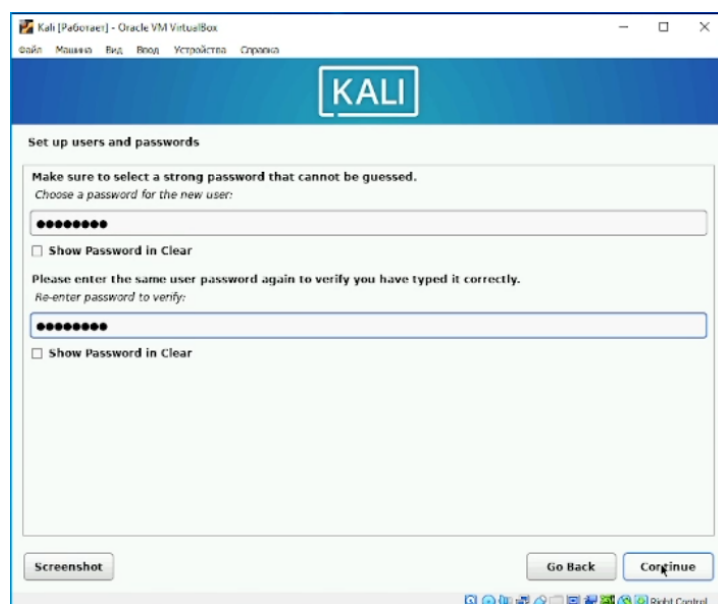 Kali [Работает] - Oracle VM VirtualBox
Файл Машина Вид Ввод Устройства Справка
KALI
Set up users and passwords
Make sure to select a strong password that cannot be guessed.
Choose a password for the new user:
●●●●●●●●
Show Password in Clear
Please enter the same user password again to verify you have typed it correctly.
Re-enter password to verify:
●●●●●●●●
Show Password in Clear
Screenshot Go Back Continue
Right Control